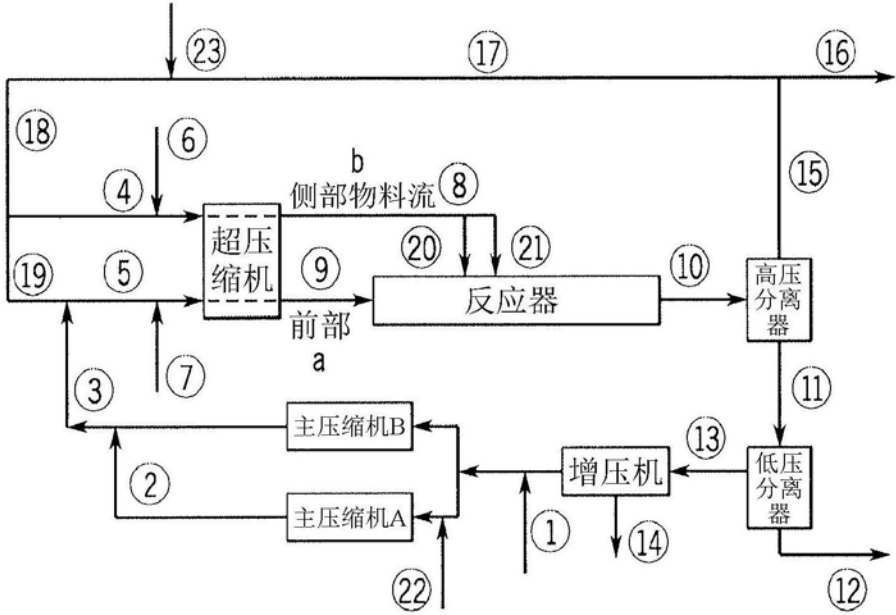 ㉓
⑰
⑯
⑱
⑥
b
⑧
⑮
④
侧部物料流
超压
缩机
⑳
㉑
⑲
⑤
⑨
反应器
⑩
高压
分离
器
前部
a
③
⑦
⑪
主压缩机B
⑬
②
增压机
低压
分离
器
主压缩机A
①
⑭
㉒
⑫